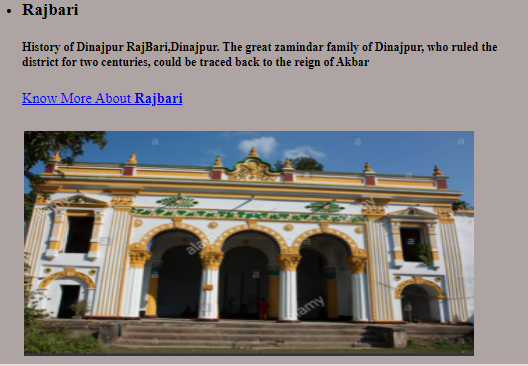 Rajbari
History of Dinajpur RajBari,Dinajpur. The great zamindar family of Dinajpur, who ruled the
district for two centuries, could be traced back to the reign of Akbar
Know More About Rajbari
a a a
alamy
alamy